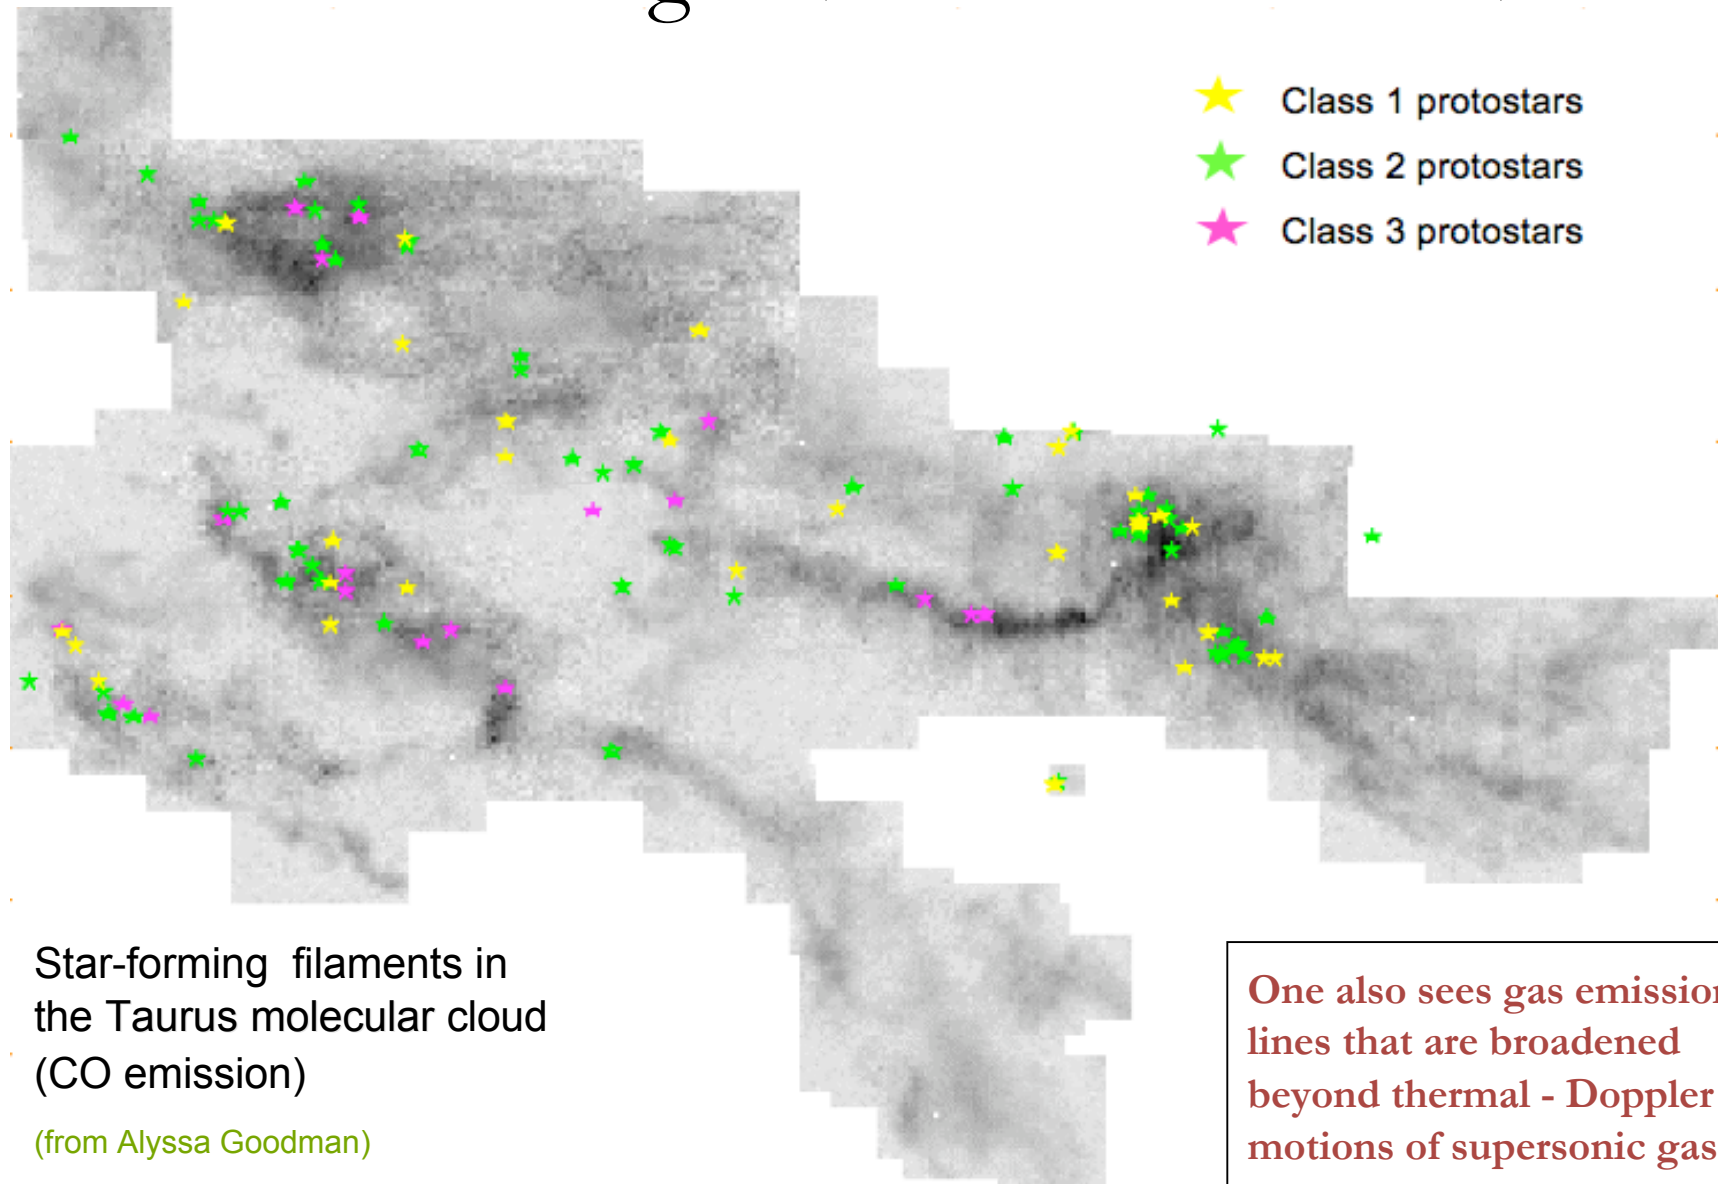 Class 1 protostars
Class 2 protostars
Class 3 protostars
Star-forming filaments in
the Taurus molecular cloud
(CO emission)
(from Alyssa Goodman)
One also sees gas emission
lines that are broadened
beyond thermal - Doppler
motions of supersonic gas